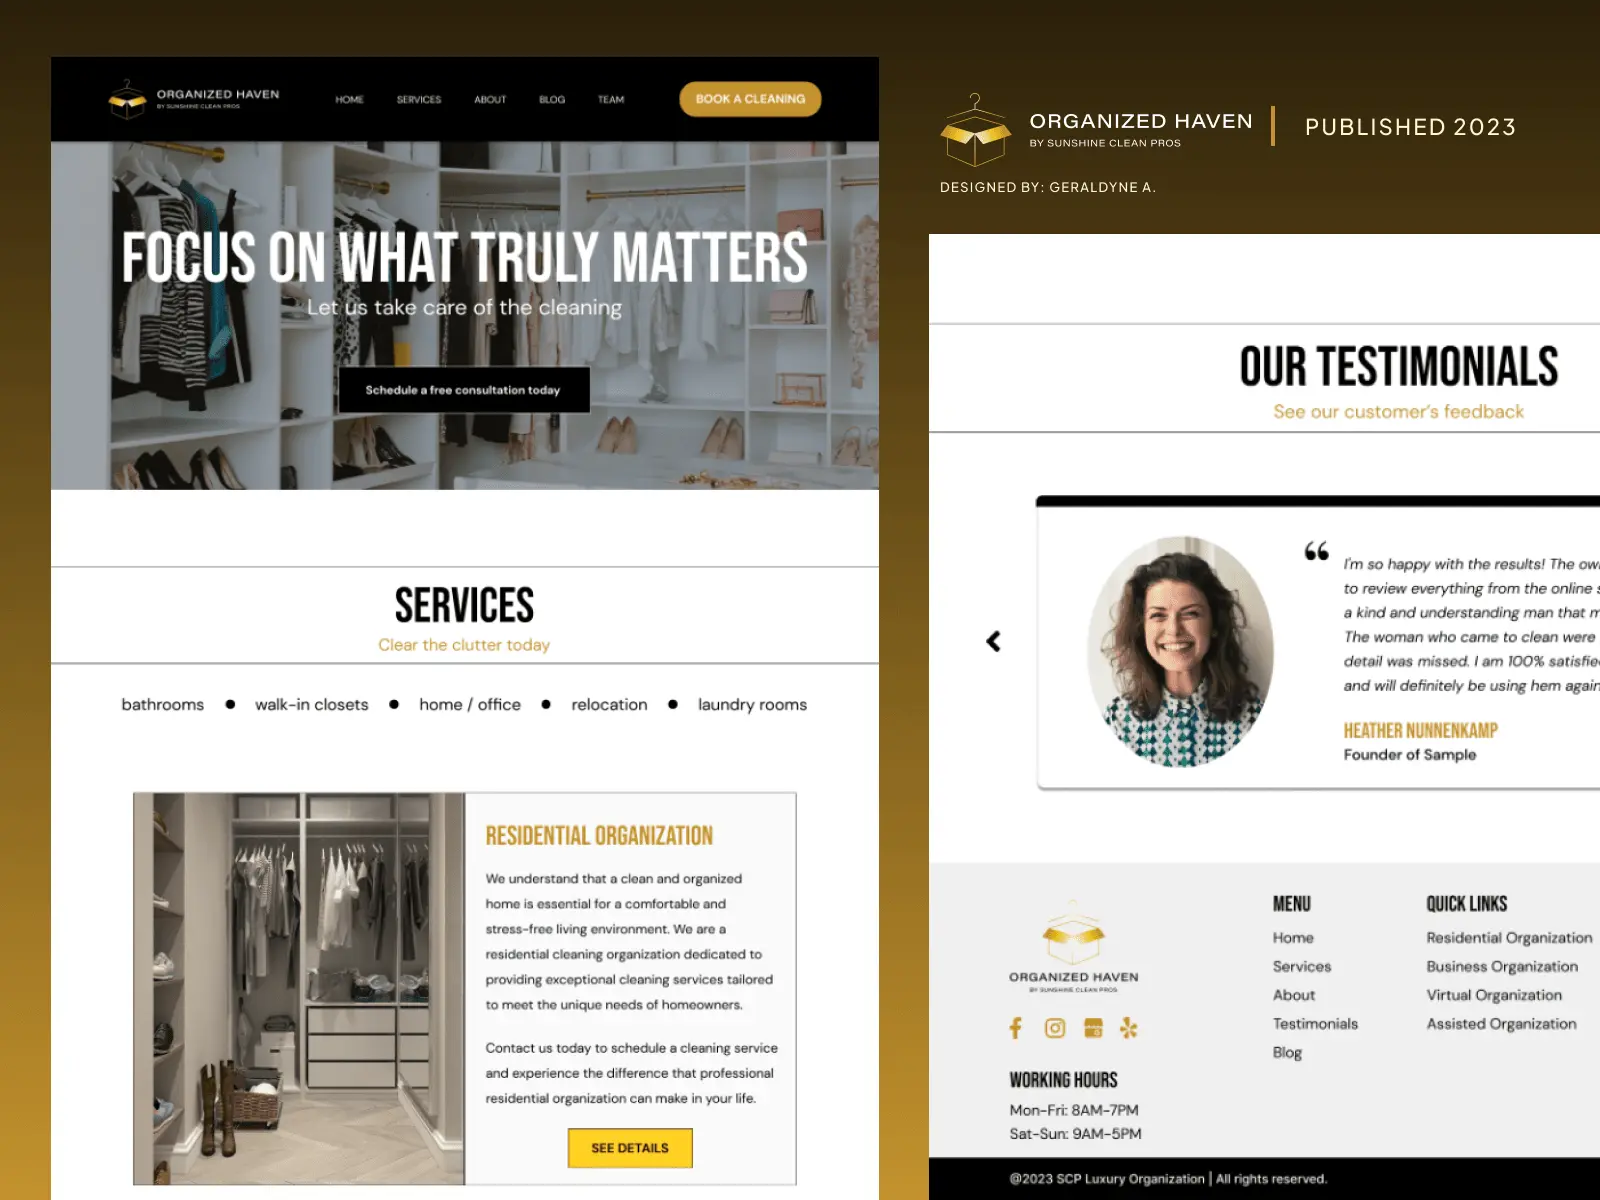 ORGANIZED HAVEN
BY SUNSHINE CLEAN PROS
HOME
SERVICES
ABOUT
BLOG
TEAM
BOOK A CLEANING
FOCUS ON WHAT TRULY MATTERS
Let us take care of the cleaning
Schedule a free consultation today
SERVICES
Clear the clutter today
bathrooms ● walk-in closets ● home / office ● relocation ● laundry rooms
RESIDENTIAL ORGANIZATION
We understand that a clean and organized
home is essential for a comfortable and
stress-free living environment. We are a
residential cleaning organization dedicated to
providing exceptional cleaning services tailored
to meet the unique needs of homeowners.
Contact us today to schedule a cleaning service
and experience the difference that professional
residential organization can make in your life.
SEE DETAILS
ORGANIZED HAVEN
BY SUNSHINE CLEAN PROS
PUBLISHED 2023
DESIGNED BY: GERALDYNE A.
OUR TESTIMONIALS
See our customer's feedback
“
I'm so happy with the results! The
to review everything from the online
a kind and understanding man that
The woman who came to clean were
detail was missed. I am 100%
and will definitely be using hem
HEATHER NUNNENKAMP
Founder of Sample
ORGANIZED HAVEN
BY SUNSHINE CLEAN PROS
WORKING HOURS
Mon-Fri: 8AM-7PM
Sat-Sun: 9AM-5PM
MENU
Home
Services
About
Testimonials
Blog
QUICK LINKS
Residential Organization
Business Organization
Virtual Organization
Assisted Organization
@2023 SCP Luxury Organization | All rights reserved.